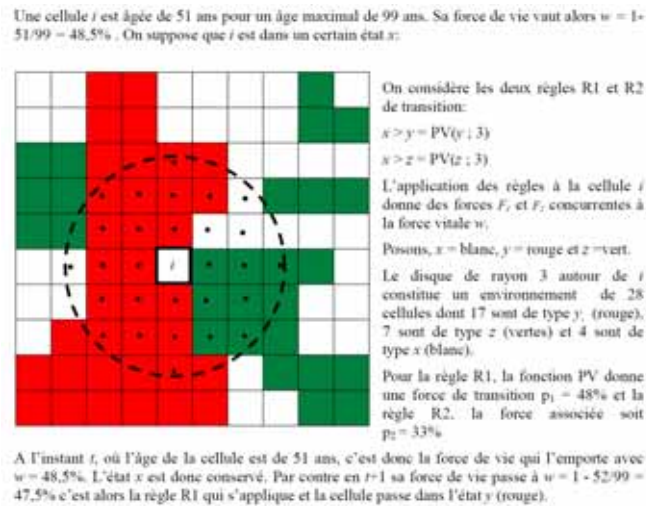 Une cellule i est âgée de 51 ans pour un âge maximal de 99 ans. Sa force de vie vaut alors w = 1-
51/99 = 48,5% . On suppose que i est dans un certain état x:
On considère les deux règles R1 et R2
de transition:
x > y = PV(y ; 3)
x > z = PV(z ; 3)
L'application des règles à la cellule i
donne des forces F₁ et F₂ concurrentes à
la force vitale w.
Posons, x = blanc, y = rouge et z =vert.
Le disque de rayon 3 autour de i
constitue un environnement de 28
cellules dont 17 sont de type y, (rouge),
7 sont de type z (vertes) et 4 sont de
type x (blanc).
i
Pour la règle R1, la fonction PV donne
une force de transition p₁ = 48% et la
règle R2, la force associée soit
p₂ = 33%
A l'instant t, où l'âge de la cellule est de 51 ans, c'est donc la force de vie qui l'emporte avec
w = 48,5%. L'état x est donc conservé. Par contre en t+1 sa force de vie passe à w = 1 - 52/99 =
47,5% c'est alors la règle R1 qui s'applique et la cellule passe dans l'état y (rouge).